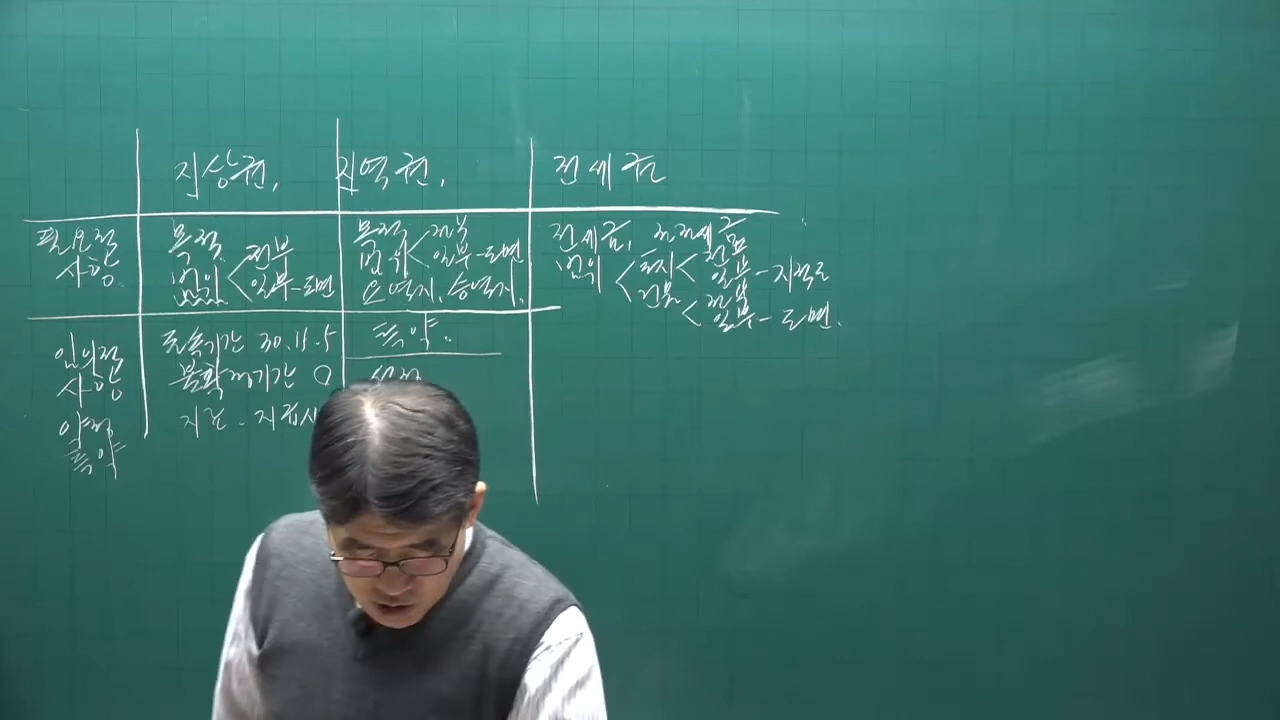 지상권, 지역권, 전세권
필요적
사항
목적
범위 < 전부
일부-도면
목적
범위 < 전부
일부-도면
요역지, 승역지.
전세금, 전전세금
범위 < 토지 < 전부
일부-지적도
건물 < 전부
일부-도면.
임의적
사항
약정
특약
존속기간 30.15.5
불확정기간 O
지료-지급시
특약.